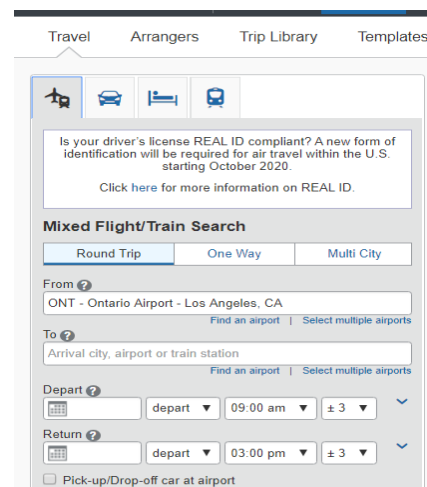 Travel Arrangers Trip Library Templates
Is your driver's license REAL ID compliant? A new form of
identification will be required for air travel within the U.S.
starting October 2020.
Click here for more information on REAL ID.
Mixed Flight/Train Search
Round Trip One Way Multi City
From ?
ONT - Ontario Airport - Los Angeles, CA
Find an airport | Select multiple airports
To ?
Arrival city, airport or train station
Find an airport | Select multiple airports
Depart ?
depart ▼ 09:00 am ▼ ± 3 ▼
Return ?
depart ▼ 03:00 pm ▼ ± 3 ▼
Pick-up/Drop-off car at airport